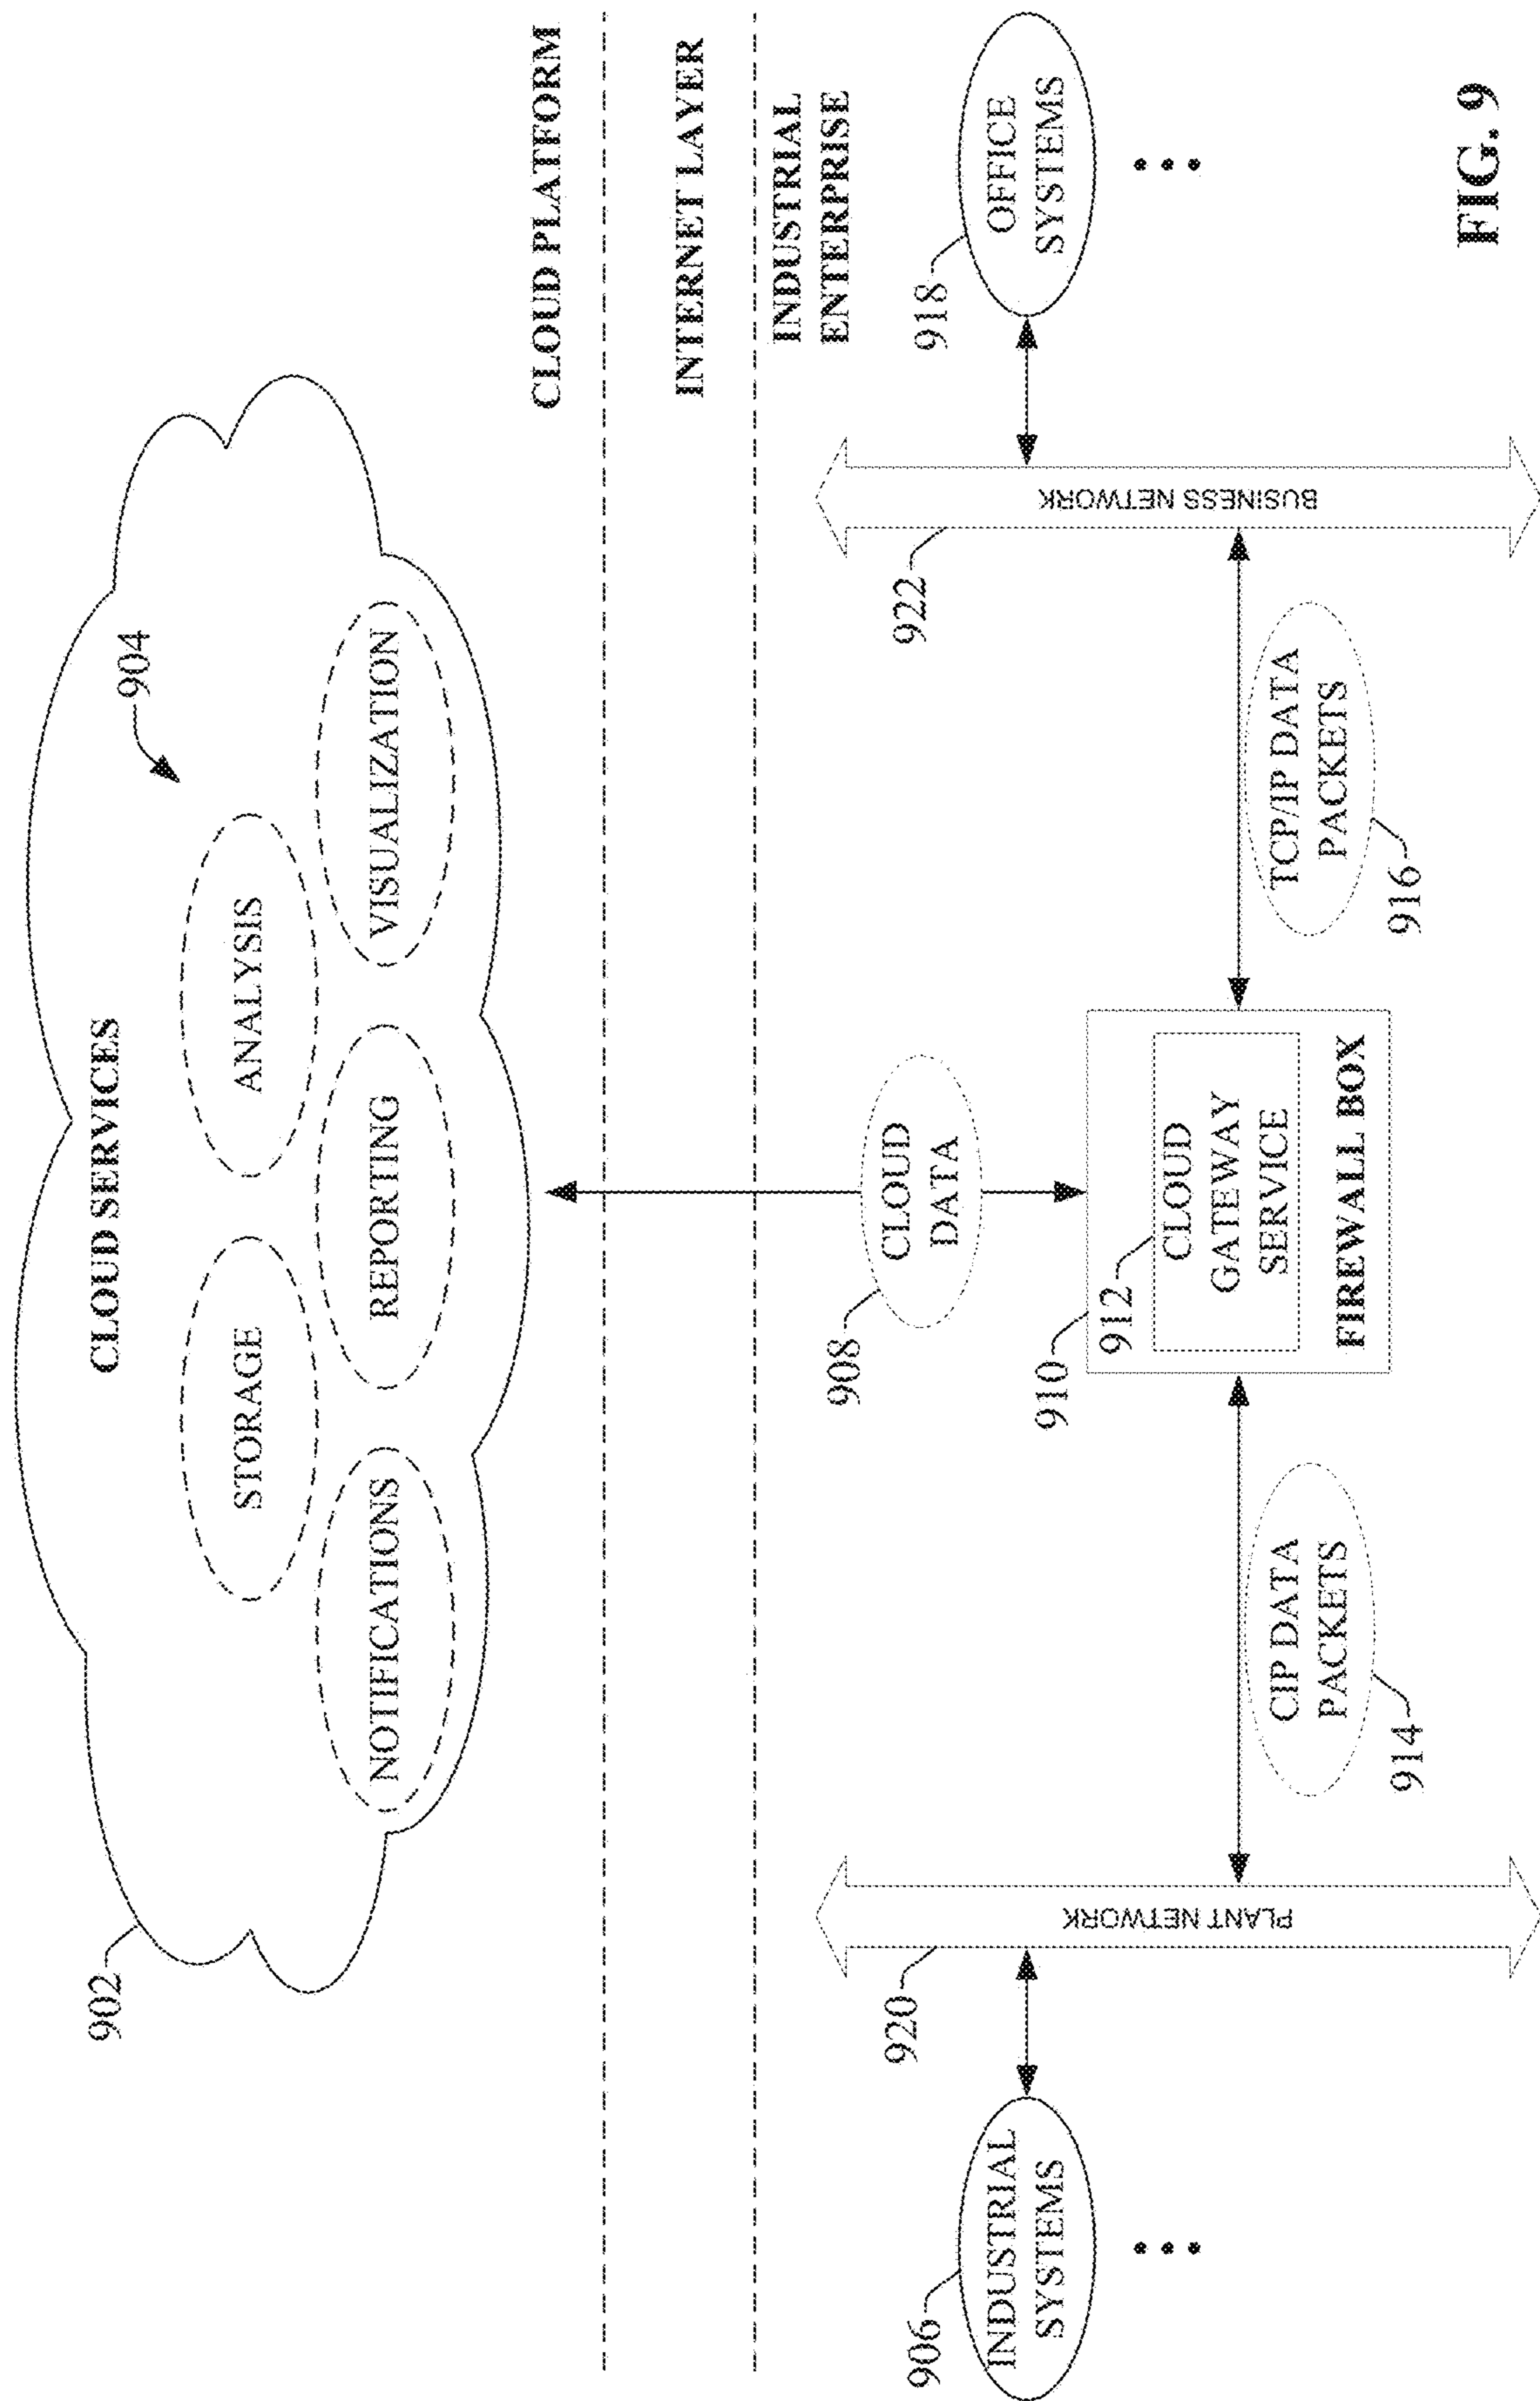 902
CLOUD SERVICES
904
STORAGE
ANALYSIS
NOTIFICATIONS
REPORTING
VISUALIZATION
CLOUD PLATFORM
INTERNET LAYER
INDUSTRIAL
ENTERPRISE
908
CLOUD
DATA
906
INDUSTRIAL
SYSTEMS
920
PLANT NETWORK
910
912
CLOUD
GATEWAY
SERVICE
FIREWALL BOX
922
BUSINESS NETWORK
918
OFFICE
SYSTEMS
CIP DATA
PACKETS
914
TCP/IP DATA
PACKETS
916
FIG. 9